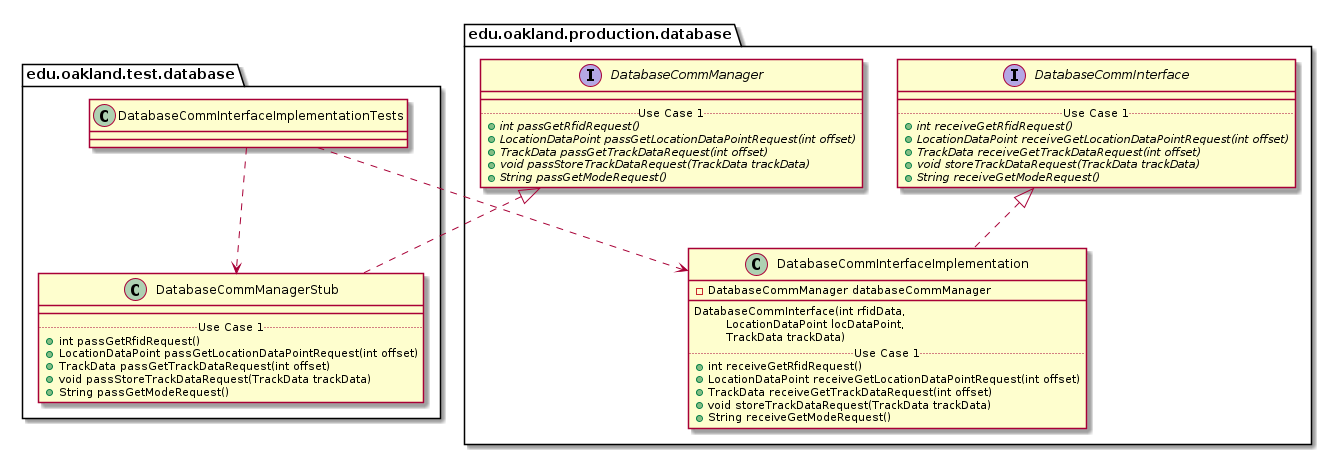 edu.oakland.production.database
edu.oakland.test.database
I DatabaseCommManager
Use Case 1
int passGetRfidRequest()
LocationDataPoint passGetLocationDataPointRequest(int offset)
TrackData passGetTrackDataRequest(int offset)
void passStoreTrackDataRequest(TrackData trackData)
String passGetModeRequest()
I DatabaseCommInterface
Use Case 1
int receiveGetRfidRequest()
LocationDataPoint receiveGetLocationDataPointRequest(int offset)
TrackData receiveGetTrackDataRequest(int offset)
void storeTrackDataRequest(TrackData trackData)
String receiveGetModeRequest()
C DatabaseCommInterfaceImplementationTests
C DatabaseCommManagerStub
Use Case 1
int passGetRfidRequest()
LocationDataPoint passGetLocationDataPointRequest(int offset)
TrackData passGetTrackDataRequest(int offset)
void passStoreTrackDataRequest(TrackData trackData)
String passGetModeRequest()
C DatabaseCommInterfaceImplementation
DatabaseCommManager databaseCommManager
DatabaseCommInterface(int rfidData,
LocationDataPoint locDataPoint,
TrackData trackData)
Use Case 1
int receiveGetRfidRequest()
LocationDataPoint receiveGetLocationDataPointRequest(int offset)
TrackData receiveGetTrackDataRequest(int offset)
void storeTrackDataRequest(TrackData trackData)
String receiveGetModeRequest()